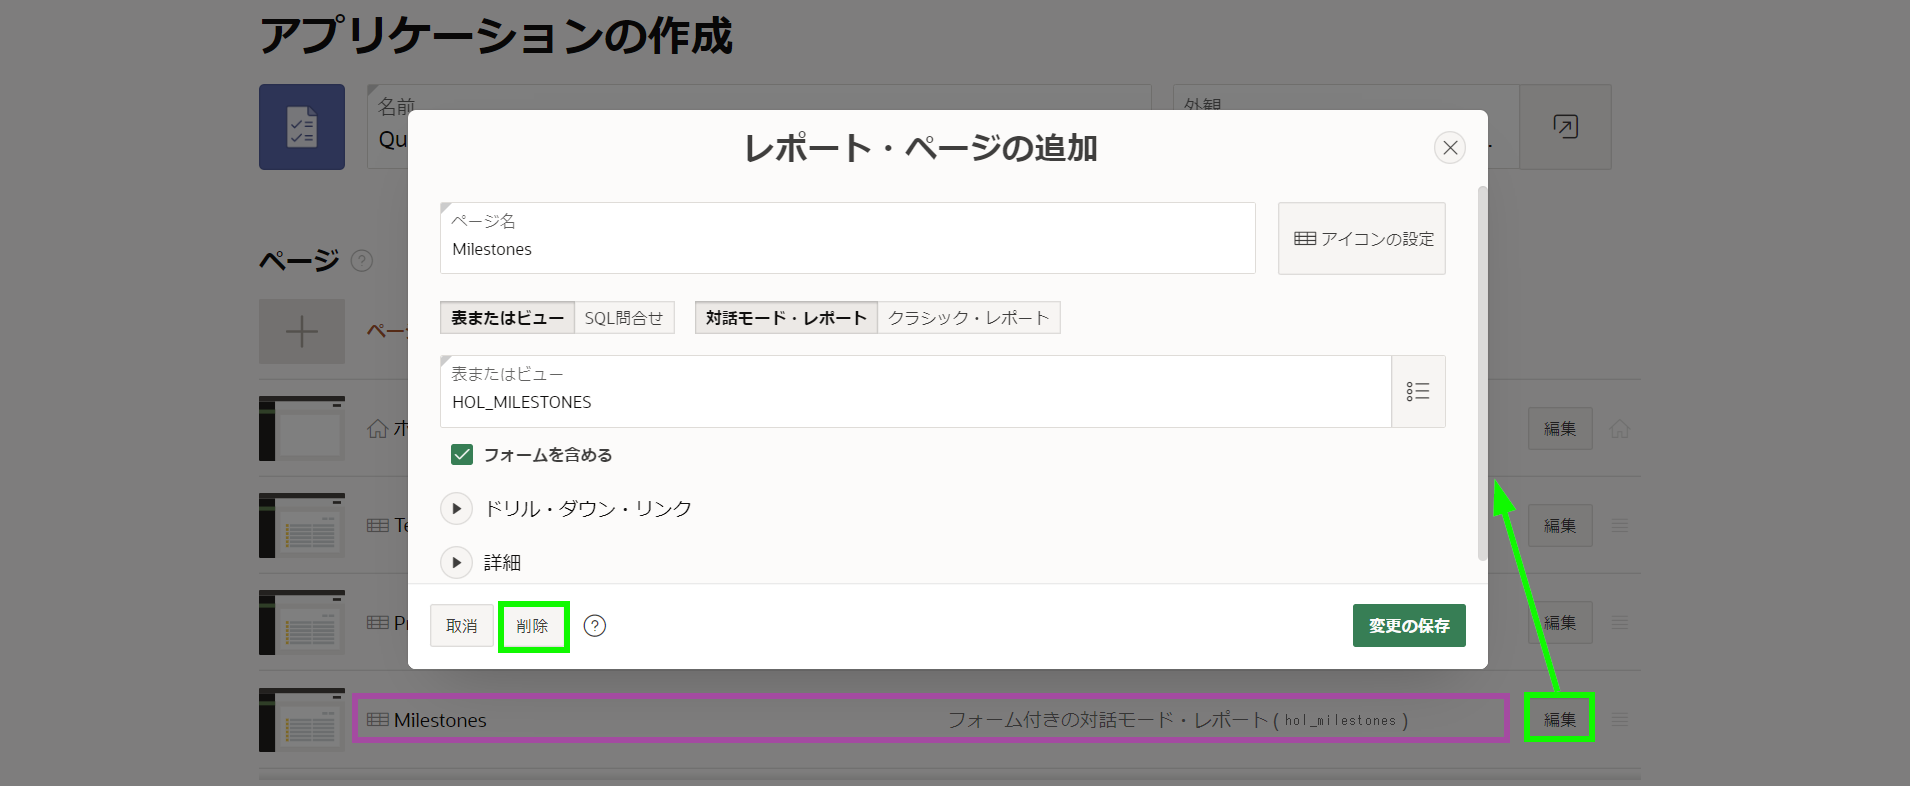 アプリケーションの作成
名前
Qu
外観
ページ
ペー
レポート・ページの追加
ページ名
Milestones
アイコンの設定
表またはビュー
SQL問合せ
対話モード・レポート
クラシック・レポート
表またはビュー
HOL_MILESTONES
フォームを含める
ドリル・ダウン・リンク
詳細
取消
削除
変更の保存
編集
Te
編集
Pr
編集
Milestones
フォーム付きの対話モード・レポート ( hol_milestones )
編集